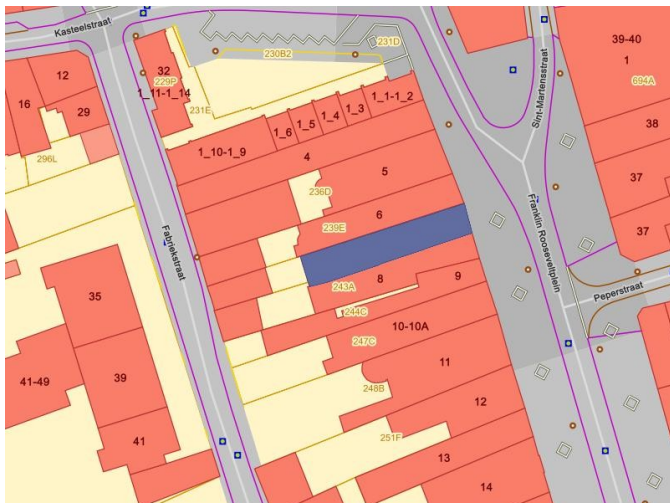 Kasteelstraat
230B2
231D
Sint-Martensstraat
39-40
1
694A
32
229P
1_11-1_14
12
16
29
231E
1_1-1_2
1_3
1_4
1_5
1_6
1_10-1_9
4
38
296L
5
37
236D
6
37
239E
Fabriekstraat
Franklin Rooseveltplein
Peperstraat
8
9
243A
244C
35
10-10A
247C
11
41-49
39
248B
12
41
251F
13
14